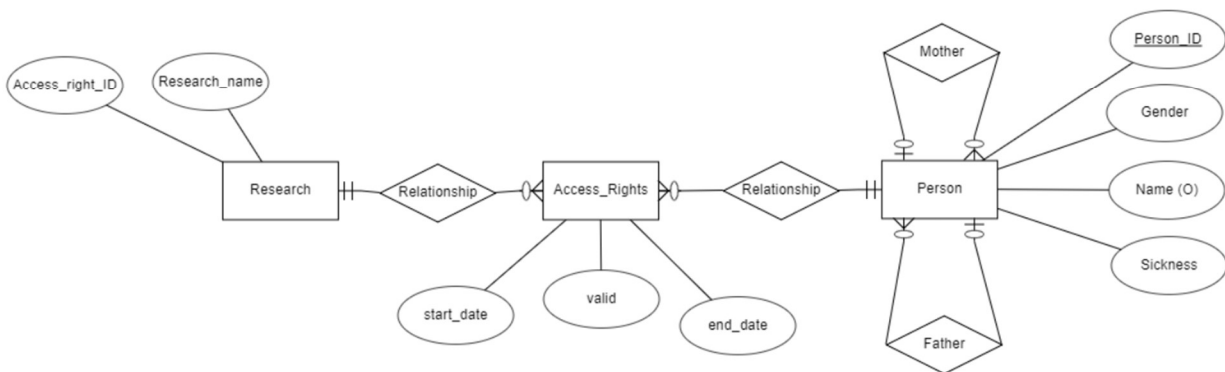 Person_ID
Mother
Access_right_ID
Research_name
Gender
Research
Relationship
Access_Rights
Relationship
Person
Name (O)
Sickness
start_date
valid
end_date
Father